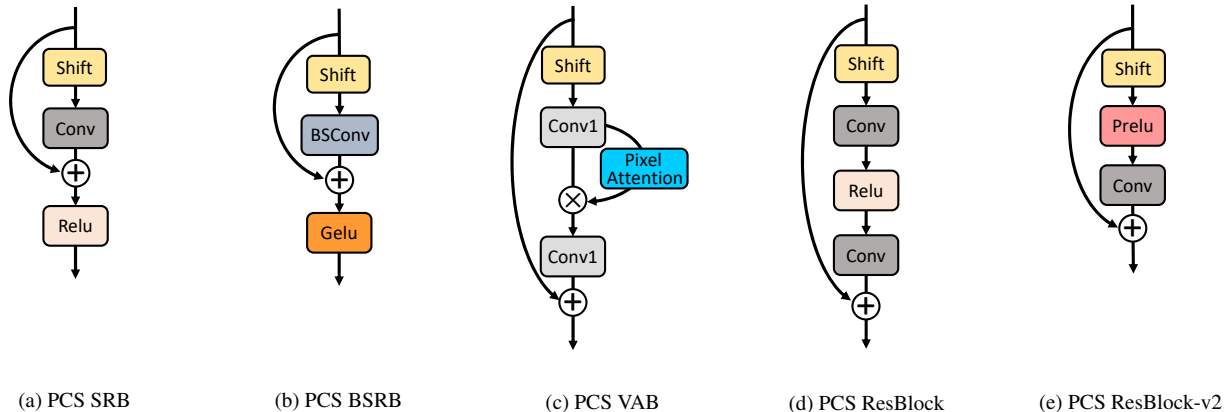 Shift
Conv
Relu
(a) PCS SRB
Shift
BSConv
Gelu
(b) PCS BSRB
Shift
Conv1
Pixel
Attention
Conv1
(c) PCS VAB
Shift
Conv
Relu
Conv
(d) PCS ResBlock
Shift
Prelu
Conv
(e) PCS ResBlock-v2